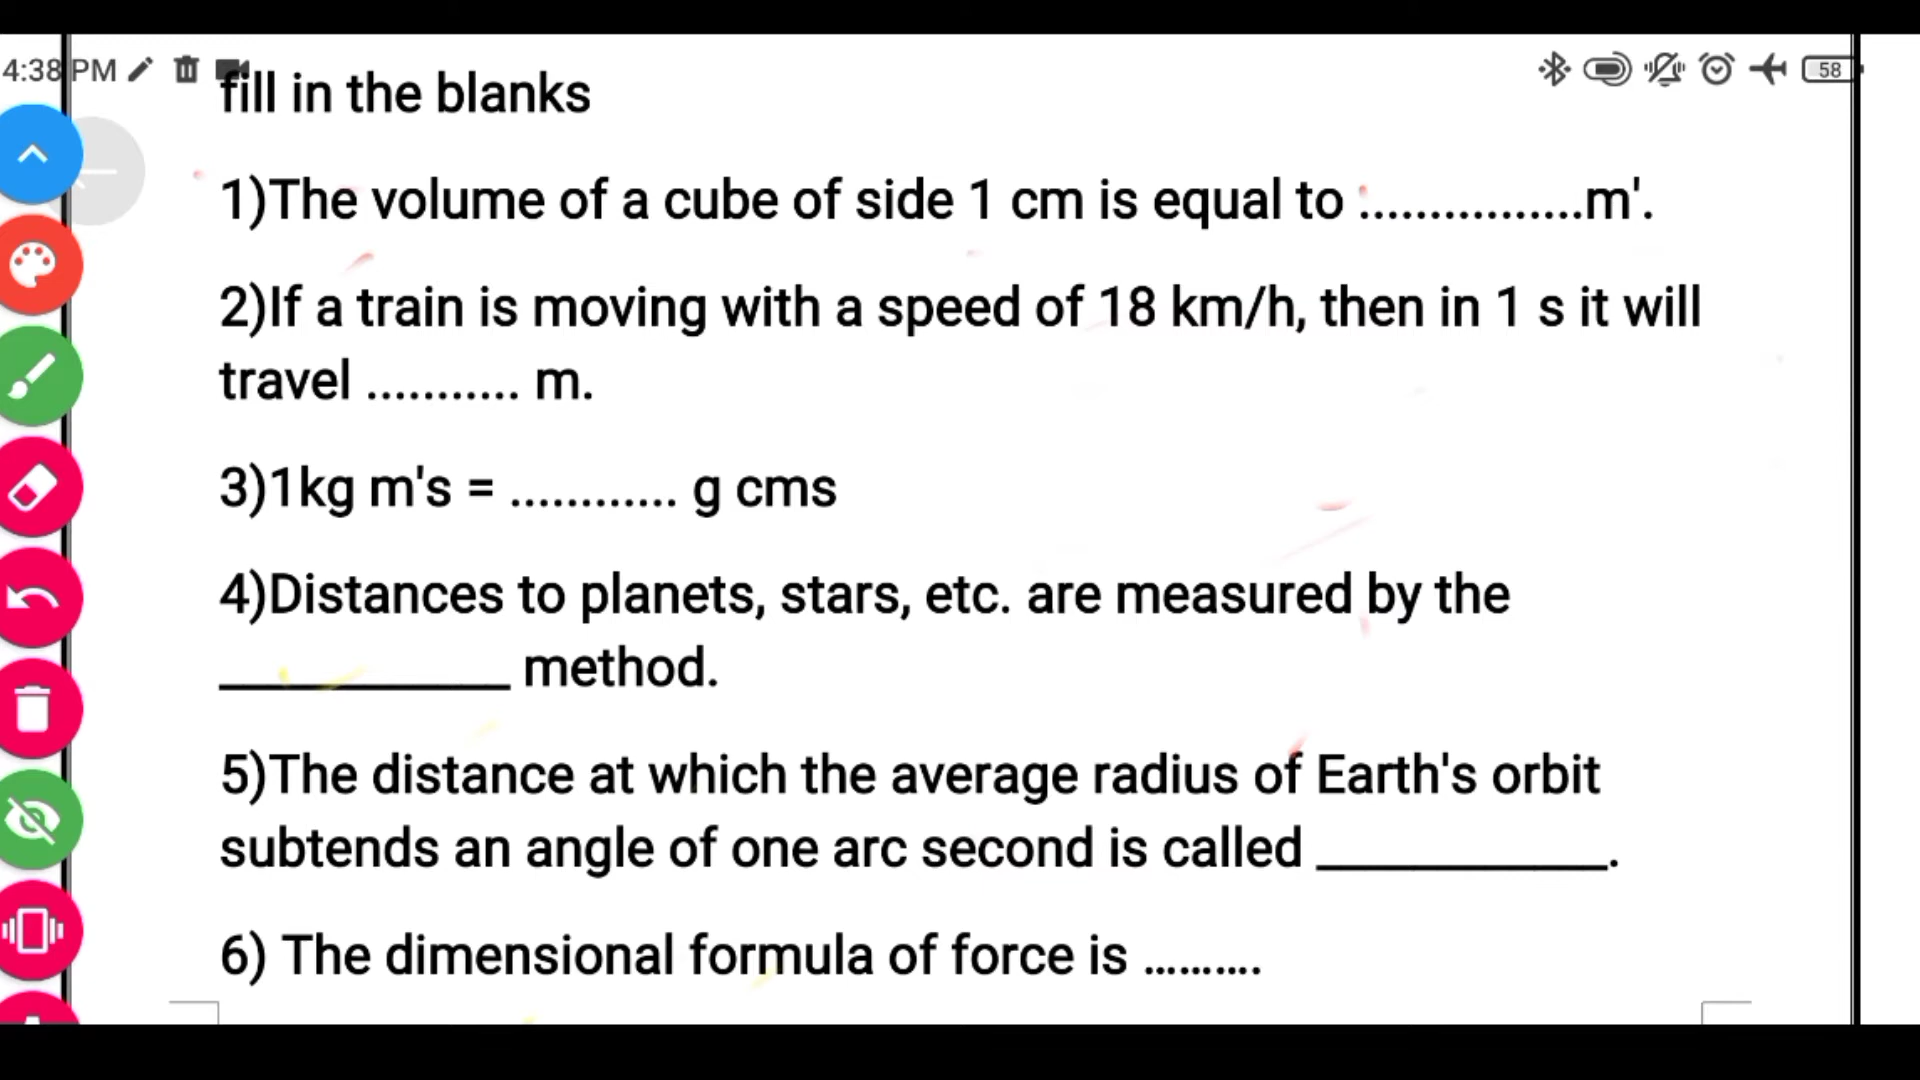 4:38 PM
58
fill in the blanks
1)The volume of a cube of side 1 cm is equal to ................m'.
2)If a train is moving with a speed of 18 km/h, then in 1 s it will
travel ........... m.
3)1kg m's = ............ g cms
4)Distances to planets, stars, etc. are measured by the
___________ method.
5)The distance at which the average radius of Earth's orbit
subtends an angle of one arc second is called ___________.
6) The dimensional formula of force is ..........